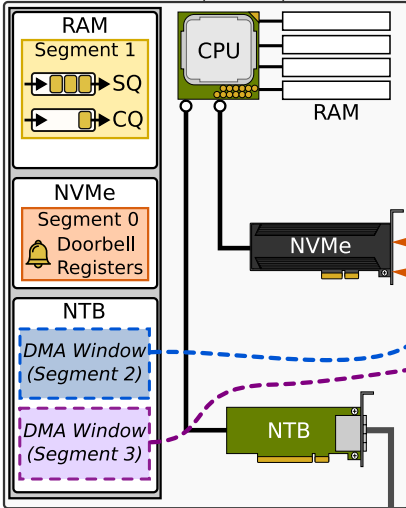 RAM
Segment 1
SQ
CQ
NVMe
Segment 0
Doorbell
Registers
NTB
DMA Window
(Segment 2)
DMA Window
(Segment 3)
CPU
RAM
NVMe
NTB